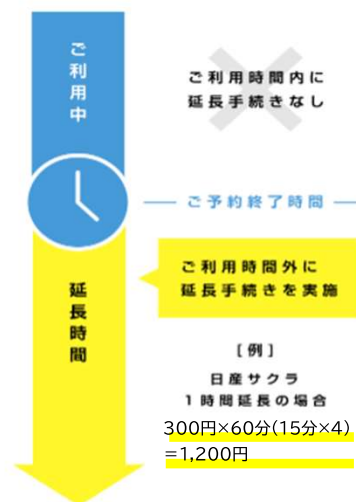 ご利用中
ご利用時間内に
延長手続きなし
ご予約終了時間
ご利用時間外に
延長手続きを実施
延長時間
[例]
日産サクラ
1時間延長の場合
300円×60分(15分×4)
=1,200円